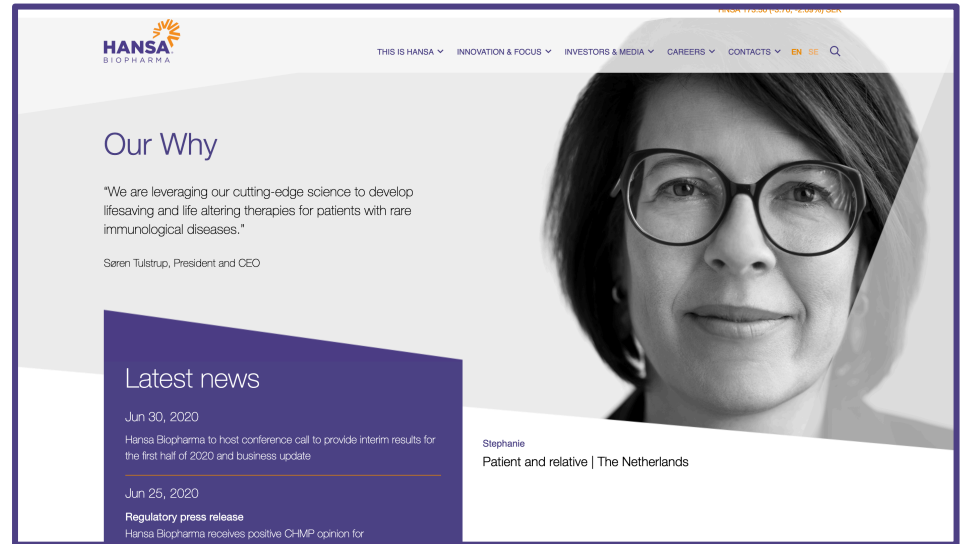 HANSA
BIOPHARMA
THIS IS HANSA
INNOVATION & FOCUS
INVESTORS & MEDIA
CAREERS
CONTACTS
EN
SE
Our Why
“We are leveraging our cutting-edge science to develop
lifesaving and life altering therapies for patients with rare
immunological diseases.”
Søren Tulstrup, President and CEO
Latest news
Jun 30, 2020
Hansa Biopharma to host conference call to provide interim results for
the first half of 2020 and business update
Jun 25, 2020
Regulatory press release
Hansa Biopharma receives positive CHMP opinion for
Stephanie
Patient and relative | The Netherlands